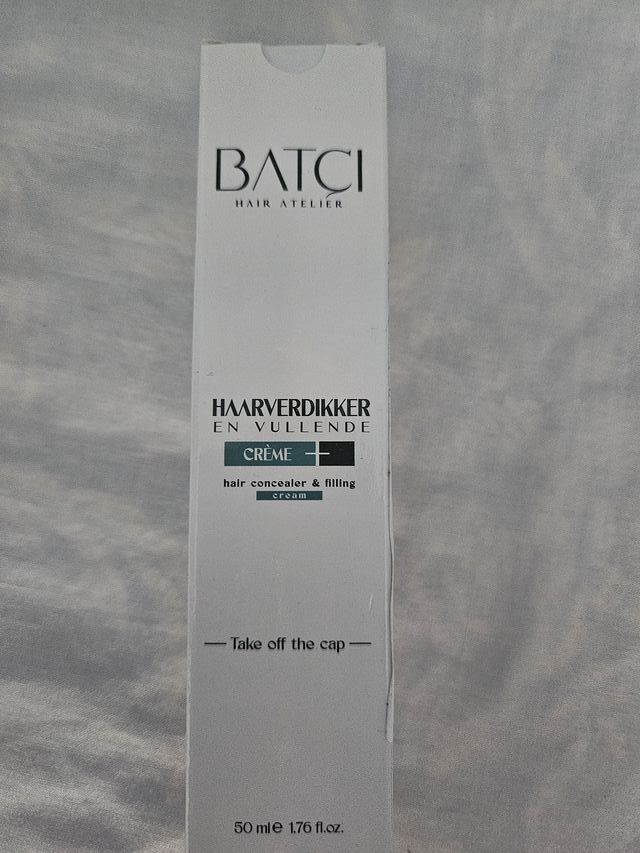 BATÇI
HAIR ATELIER
HAARVERDIKKER
EN VULLENDE
CRÈME +
hair concealer & filling
cream
Take off the cap
50 ml℮ 1,76 fl.oz.